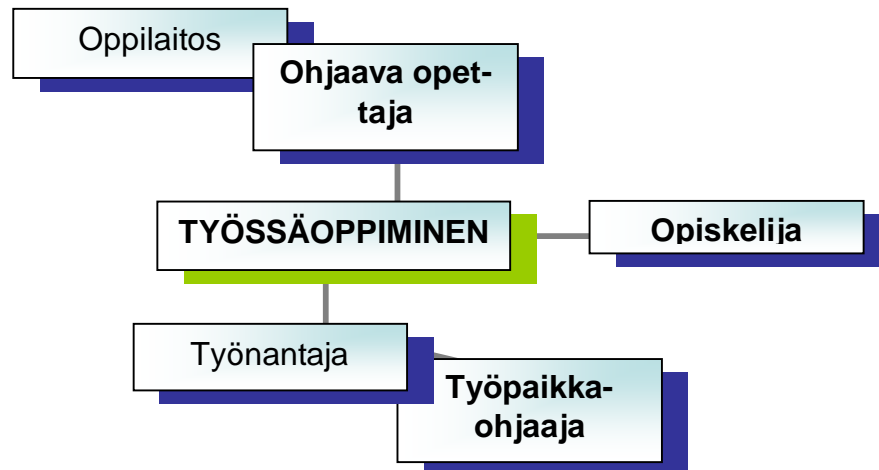 Oppilaitos
Ohjaava opet-
taja
TYÖSSÄOPPIMINEN
Opiskelija
Työnantaja
Työpaikka-
ohjaaja